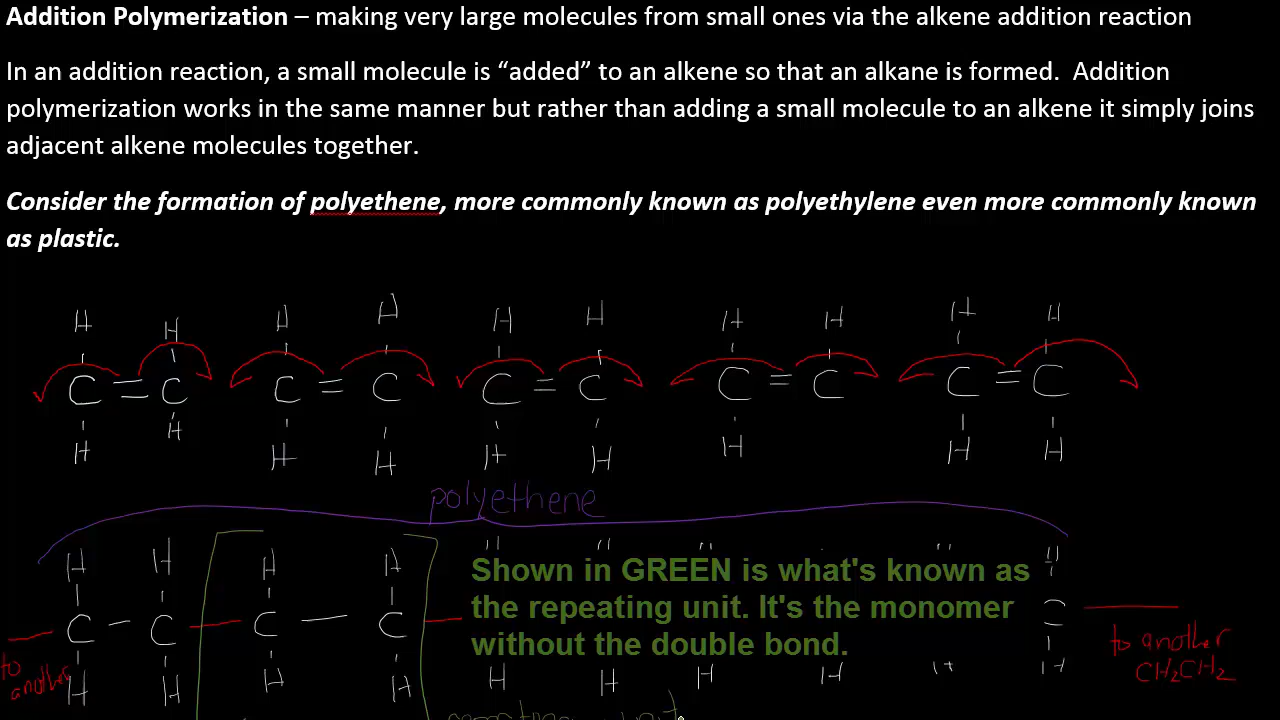 Addition Polymerization – making very large molecules from small ones via the alkene addition reaction
In an addition reaction, a small molecule is “added” to an alkene so that an alkane is formed.  Addition
polymerization works in the same manner but rather than adding a small molecule to an alkene it simply joins
adjacent alkene molecules together.
Consider the formation of polyethene, more commonly known as polyethylene even more commonly known
as plastic.
H H H H H H H H H H
C = C C = C C = C C = C C = C
H H H H H H H H H
polyethene
H H H H H
Shown in GREEN is what's known as
the repeating unit. It's the monomer
without the double bond.
C – C C — C C
to another
to another
CH2CH2
H H H H H H H H H H
unit